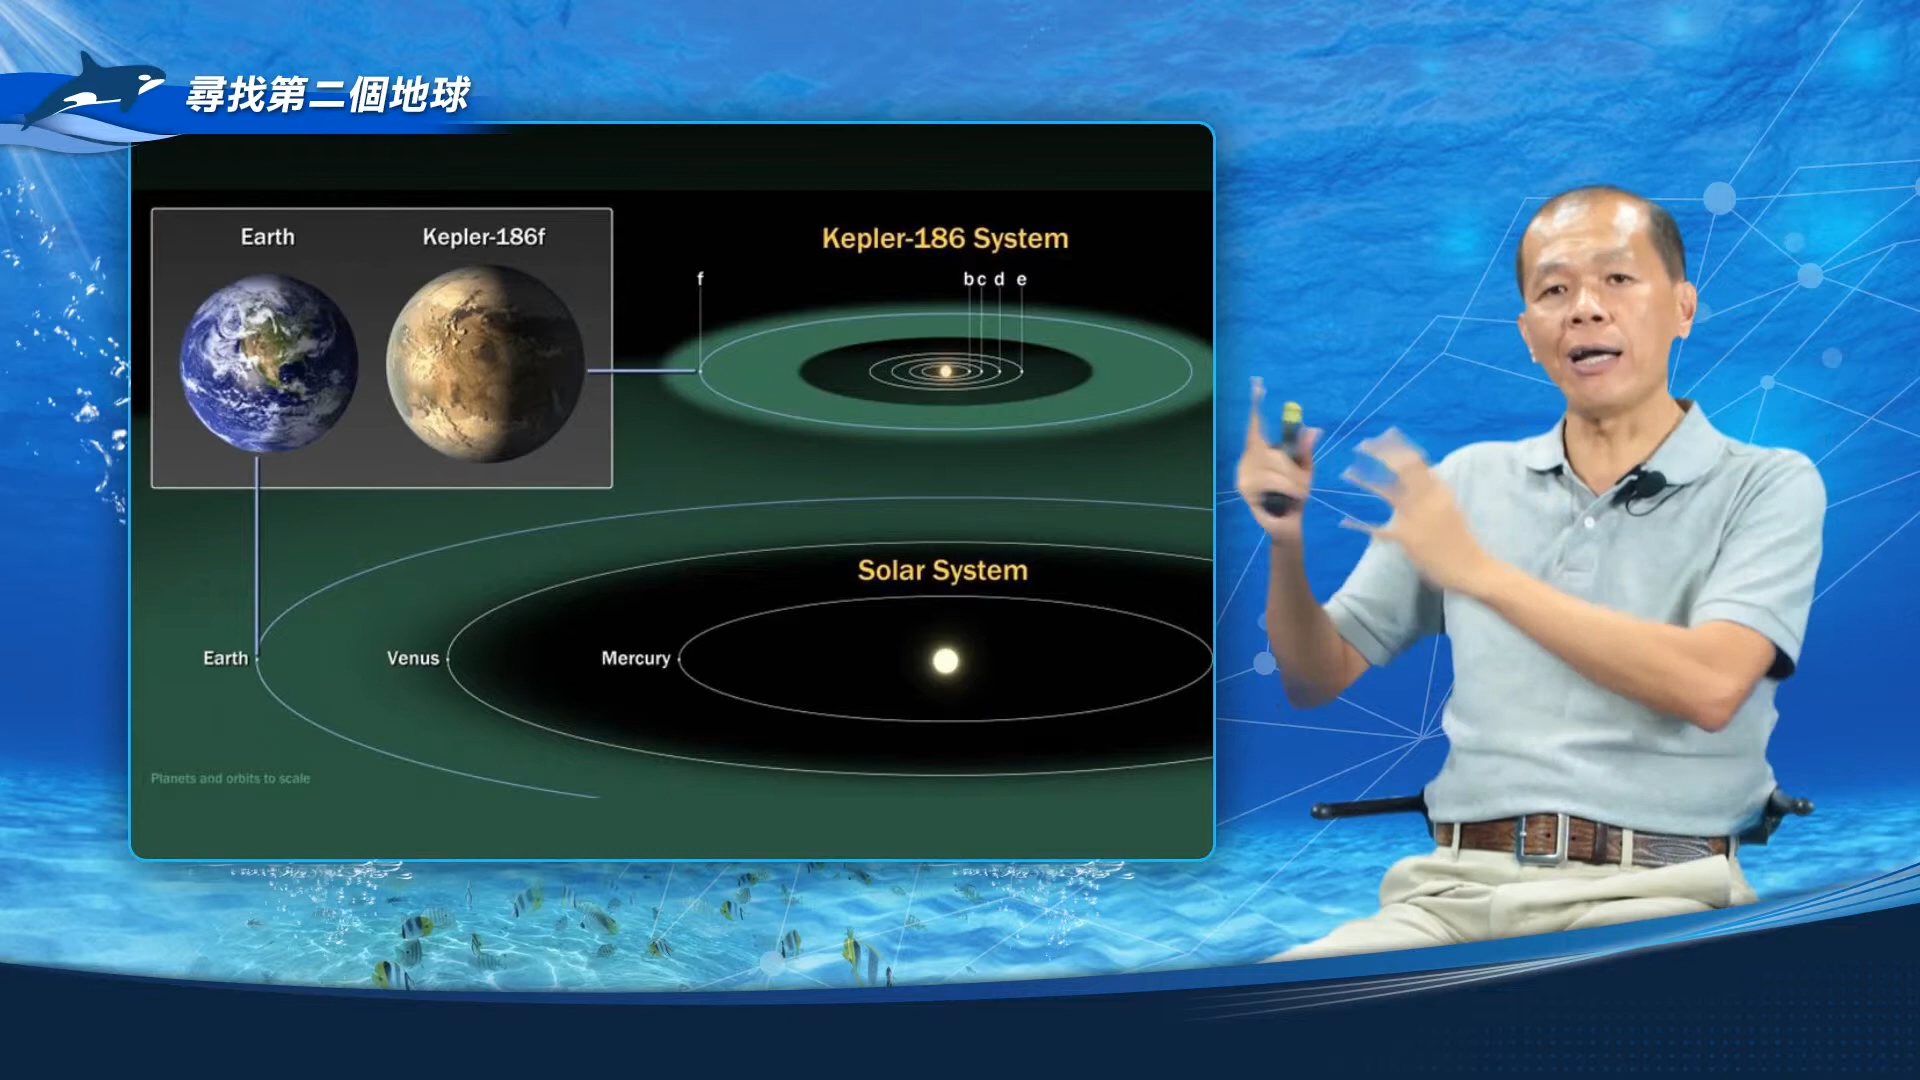 尋找第二個地球
Earth
Kepler-186f
Kepler-186 System
f
b c d e
Solar System
Earth
Venus
Mercury
Planets and orbits to scale